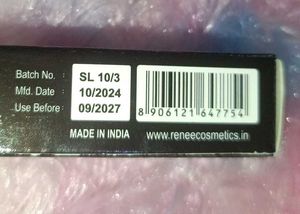 Batch No. : SL 10/3
Mfd. Date : 10/2024
Use Before: 09/2027
8 906121 647754
MADE IN INDIA
www.reneecosmetics.in